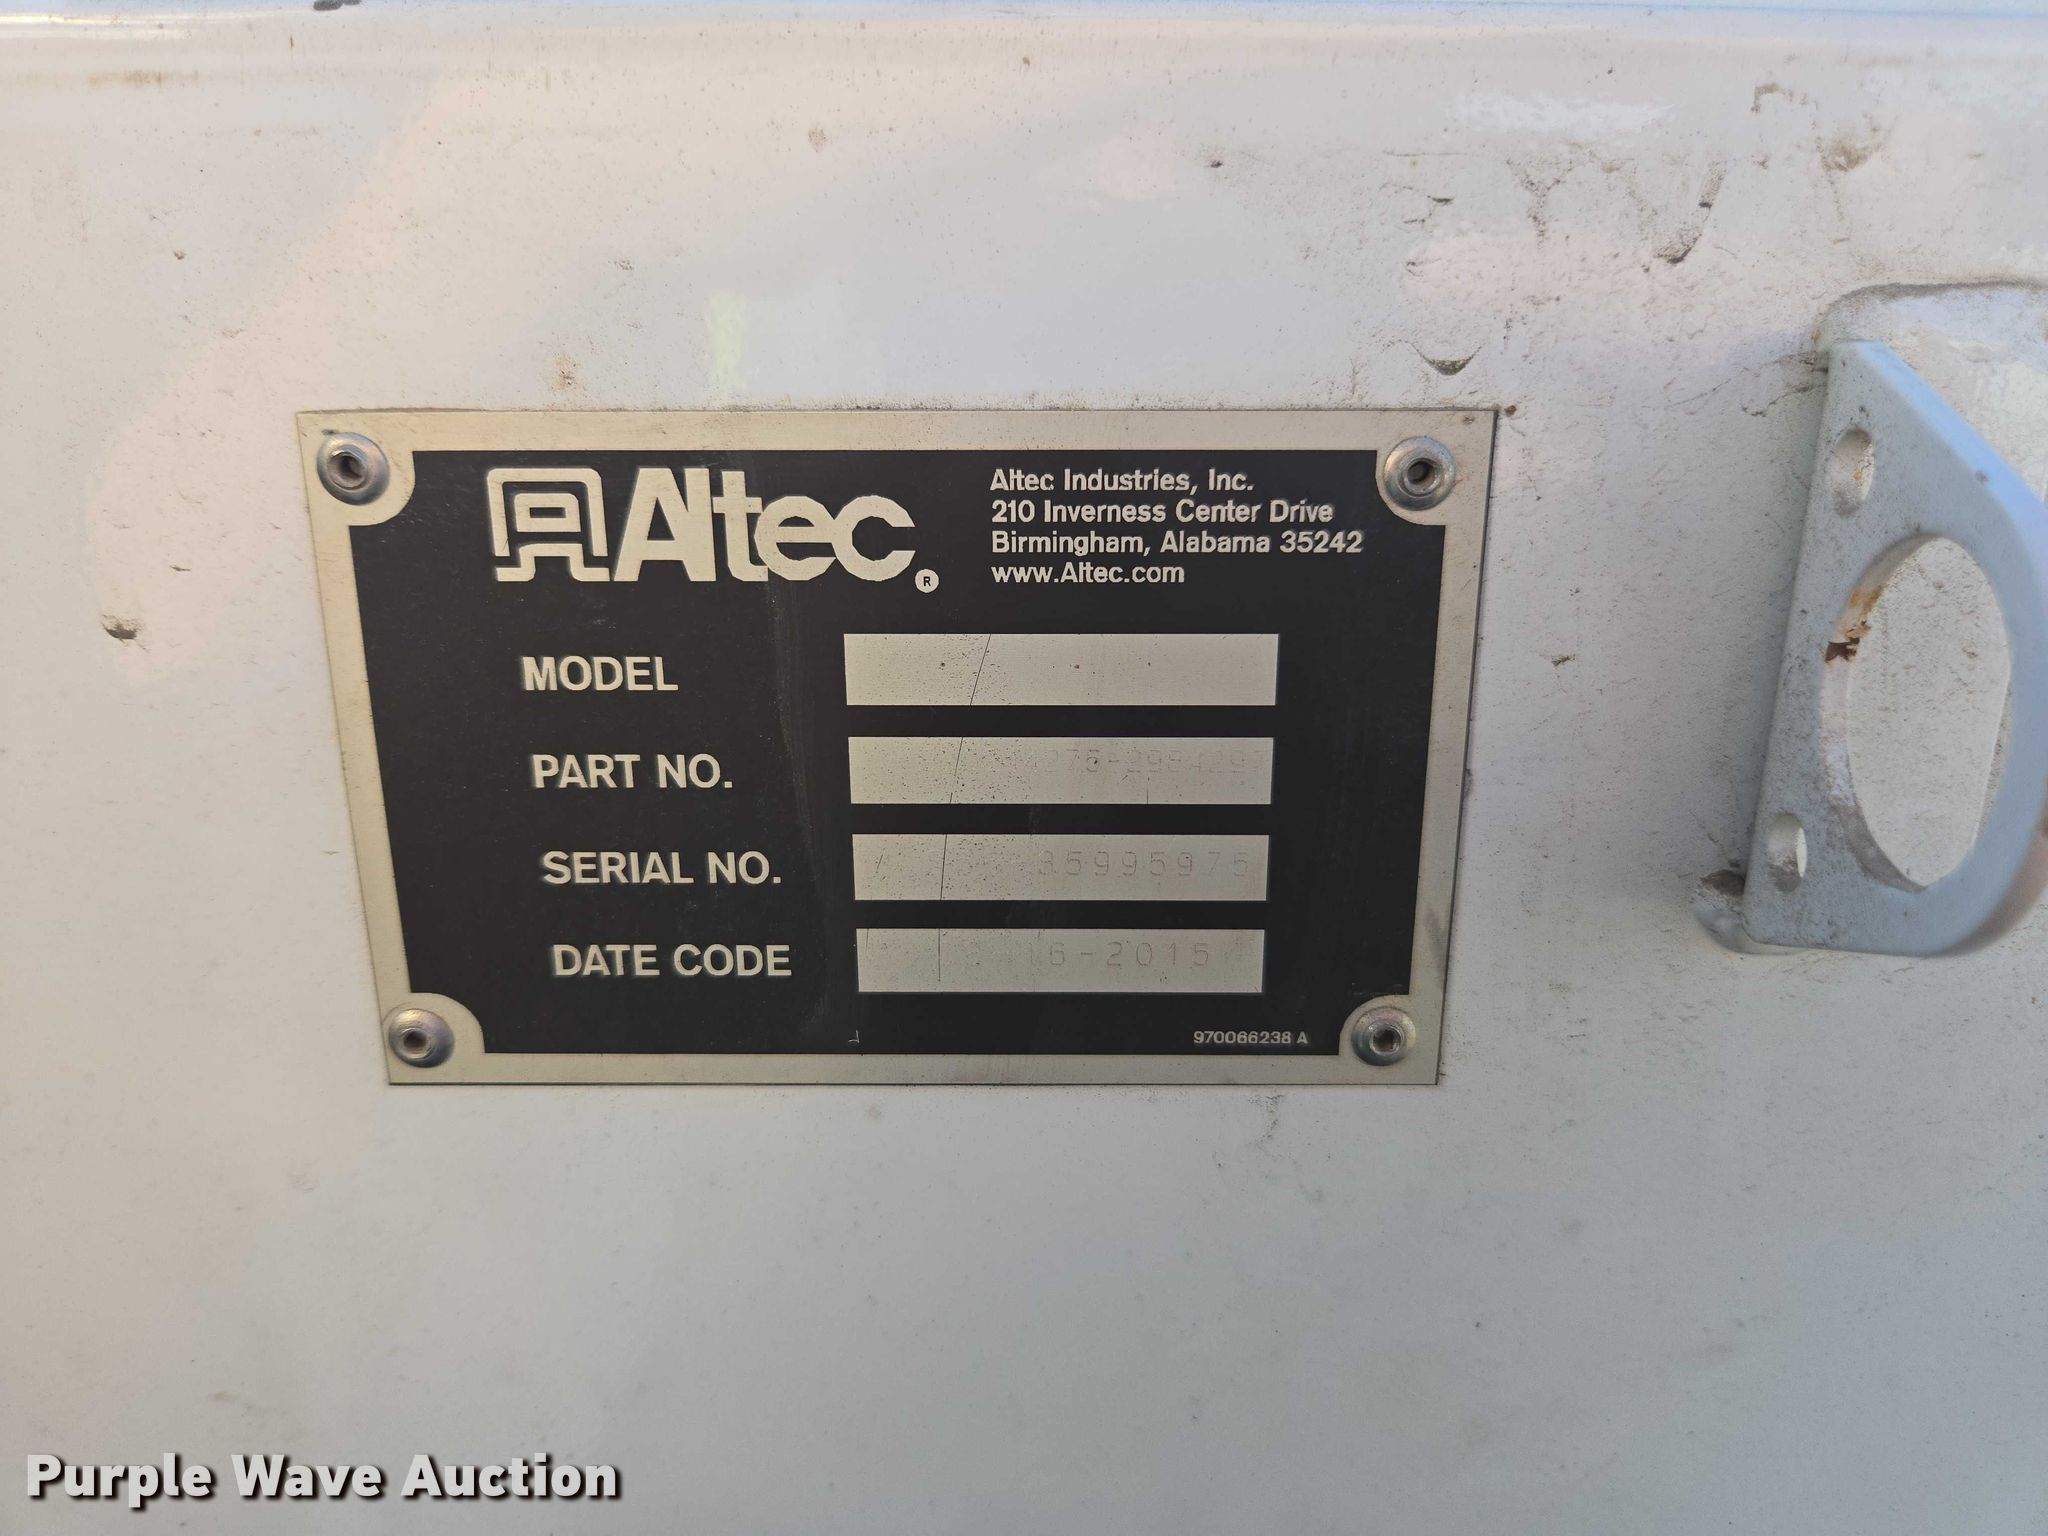 Altec®
Altec Industries, Inc.
210 Inverness Center Drive
Birmingham, Alabama 35242
www.Altec.com
MODEL
PART NO.
SERIAL NO. 35995975
DATE CODE 16-2015
970066238 A
Purple Wave Auction